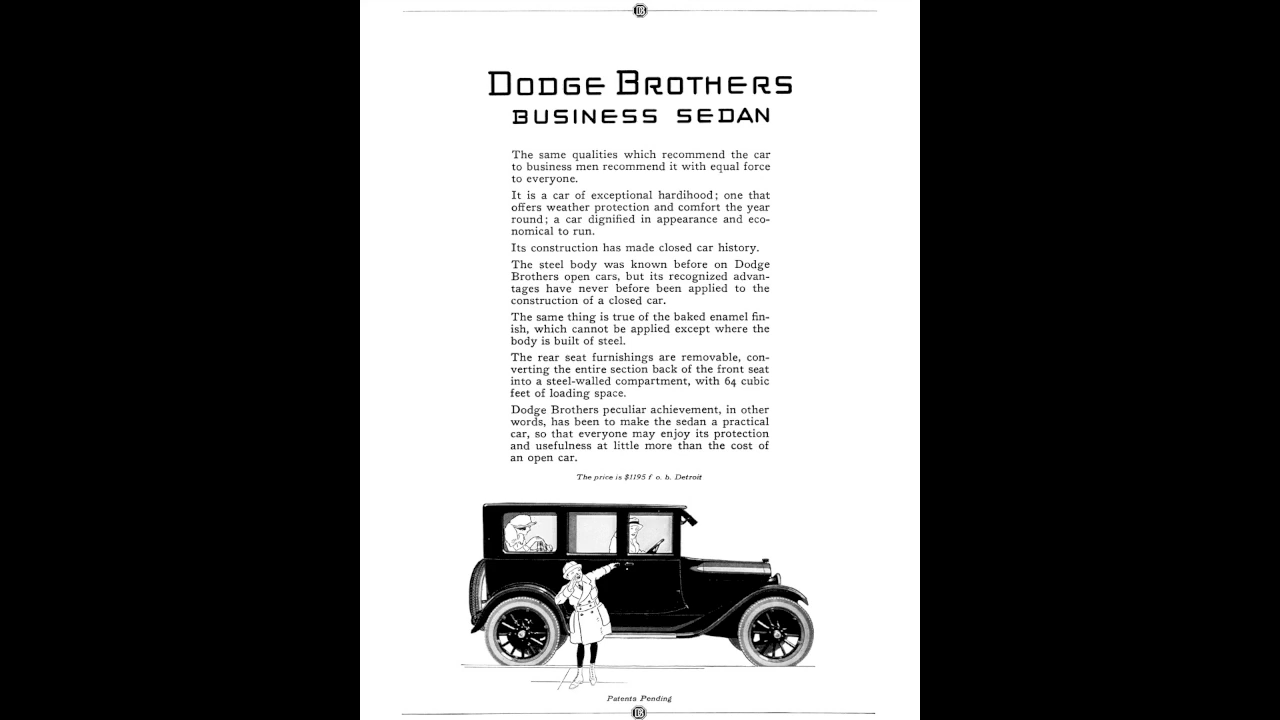 DB
DODGE BROTHERS
BUSINESS SEDAN
The same qualities which recommend the car
to business men recommend it with equal force
to everyone.
It is a car of exceptional hardihood; one that
offers weather protection and comfort the year
round; a car dignified in appearance and eco-
nomical to run.
Its construction has made closed car history.
The steel body was known before on Dodge
Brothers open cars, but its recognized advan-
tages have never before been applied to the
construction of a closed car.
The same thing is true of the baked enamel fin-
ish, which cannot be applied except where the
body is built of steel.
The rear seat furnishings are removable, con-
verting the entire section back of the front seat
into a steel-walled compartment, with 64 cubic
feet of loading space.
Dodge Brothers peculiar achievement, in other
words, has been to make the sedan a practical
car, so that everyone may enjoy its protection
and usefulness at little more than the cost of
an open car.
The price is $1195 f o. b. Detroit
Patents Pending
DB